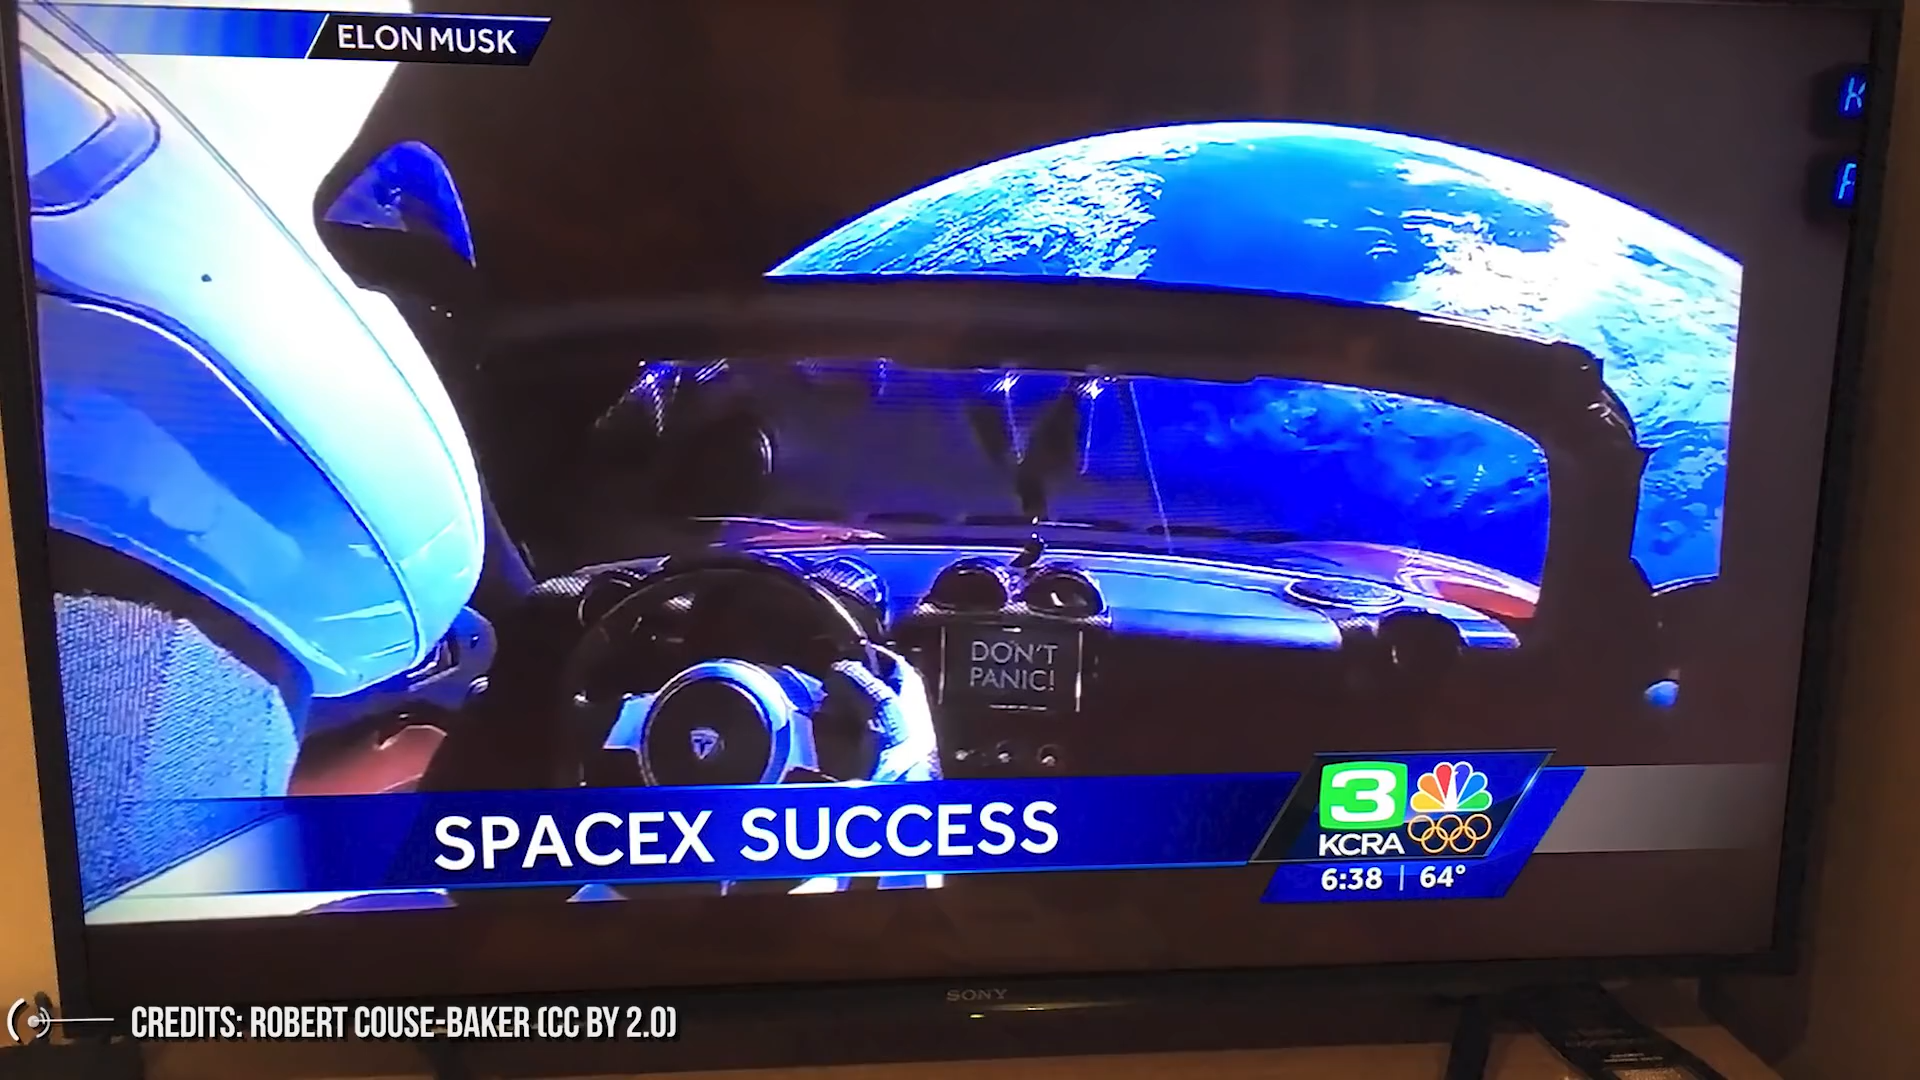 ELON MUSK
DON'T
PANIC!
SPACEX SUCCESS
3
KCRA
6:38 | 64°
SONY
CREDITS: ROBERT COUSE-BAKER (CC BY 2.0)